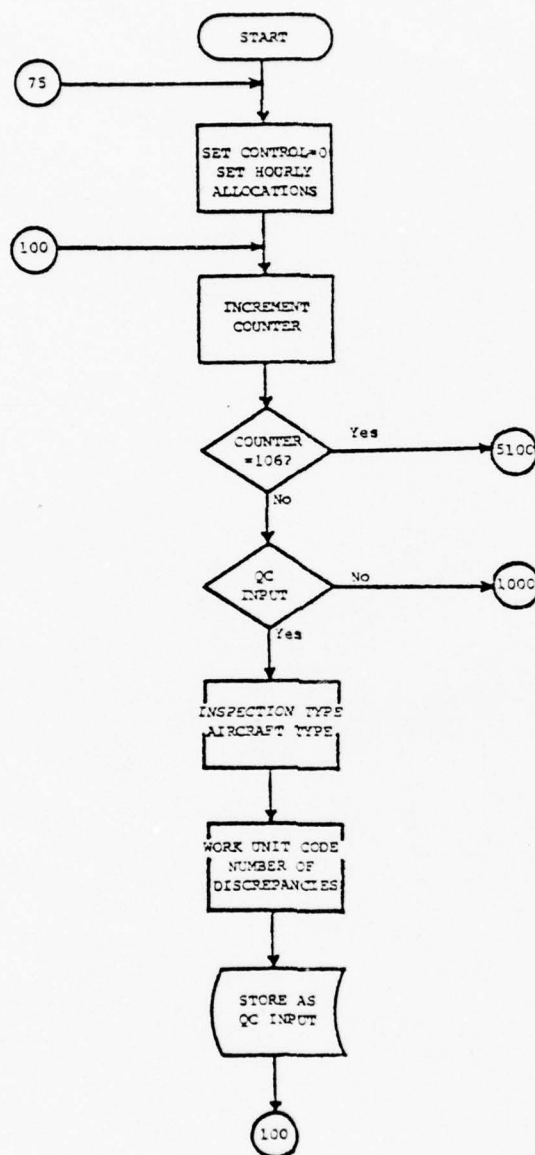 START
75
SET CONTROL=0
SET HOURLY
ALLOCATIONS
100
INCREMENT
COUNTER
COUNTER
=106?
Yes
5100
No
QC
INPUT
No
1000
Yes
INSPECTION TYPE
AIRCRAFT TYPE
WORK UNIT CODE
NUMBER OF
DISCREPANCIES
STORE AS
QC INPUT
100